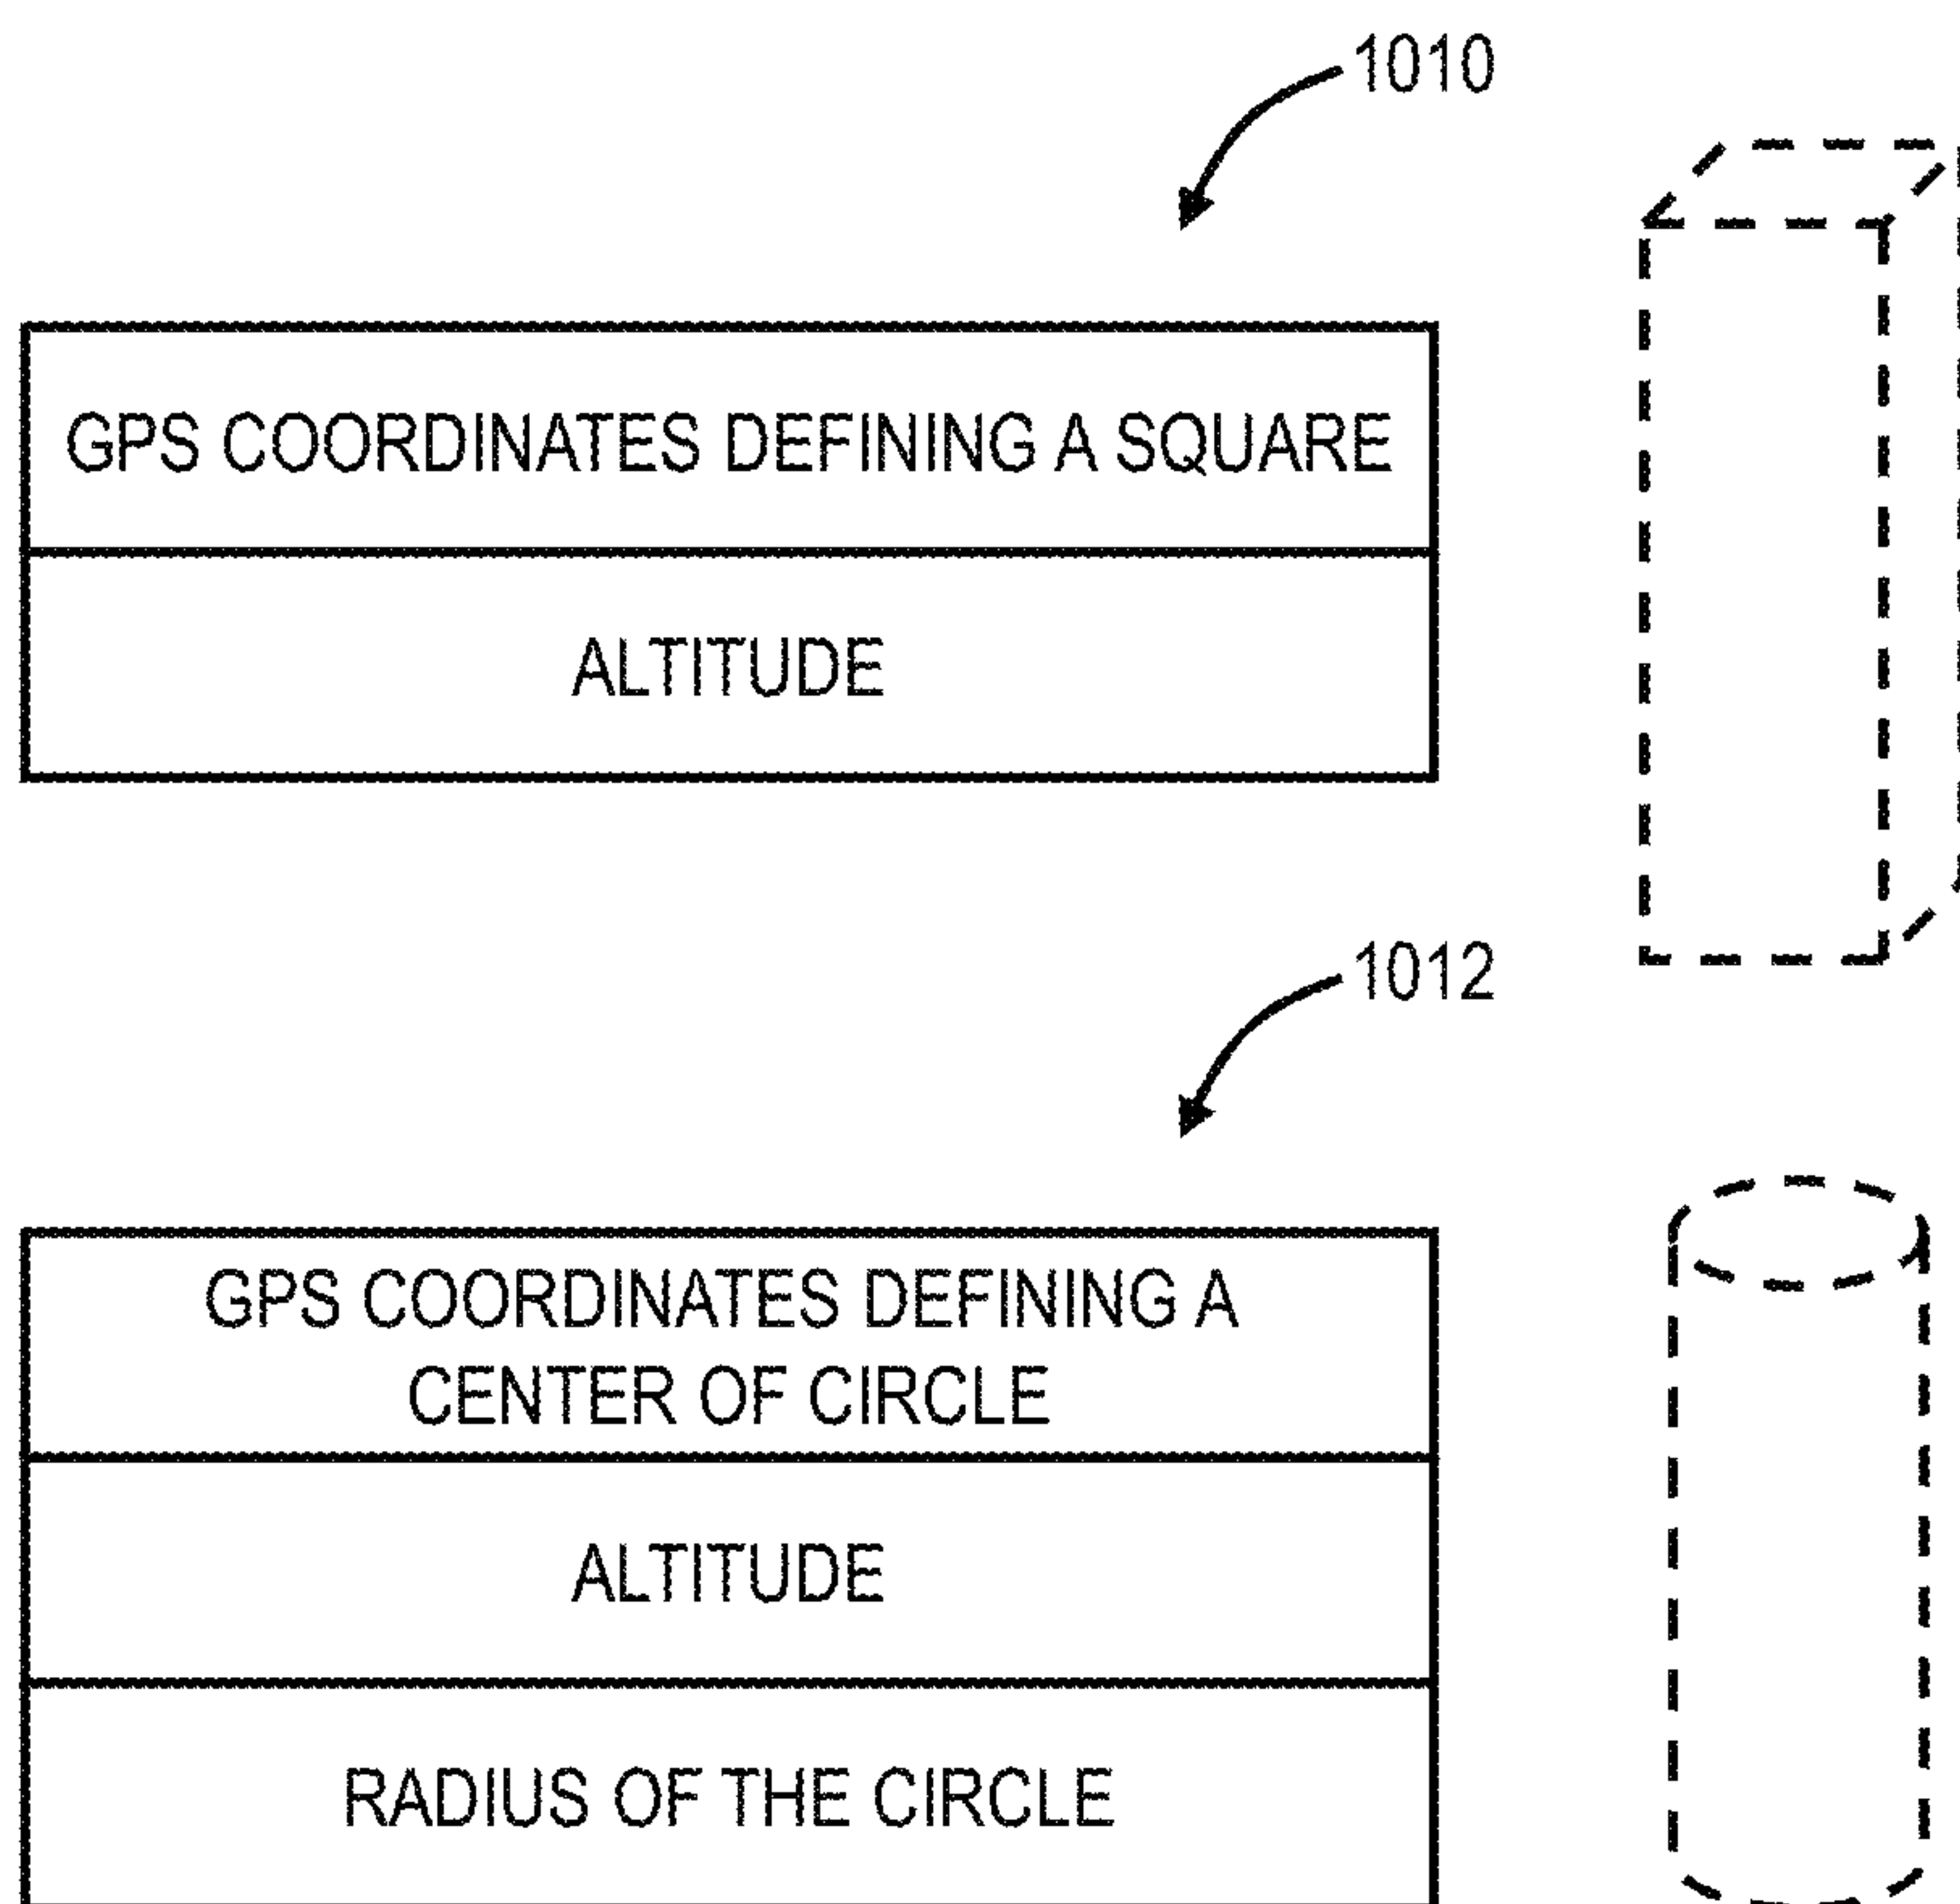 1010
GPS COORDINATES DEFINING A SQUARE
ALTITUDE
1012
GPS COORDINATES DEFINING A
CENTER OF CIRCLE
ALTITUDE
RADIUS OF THE CIRCLE